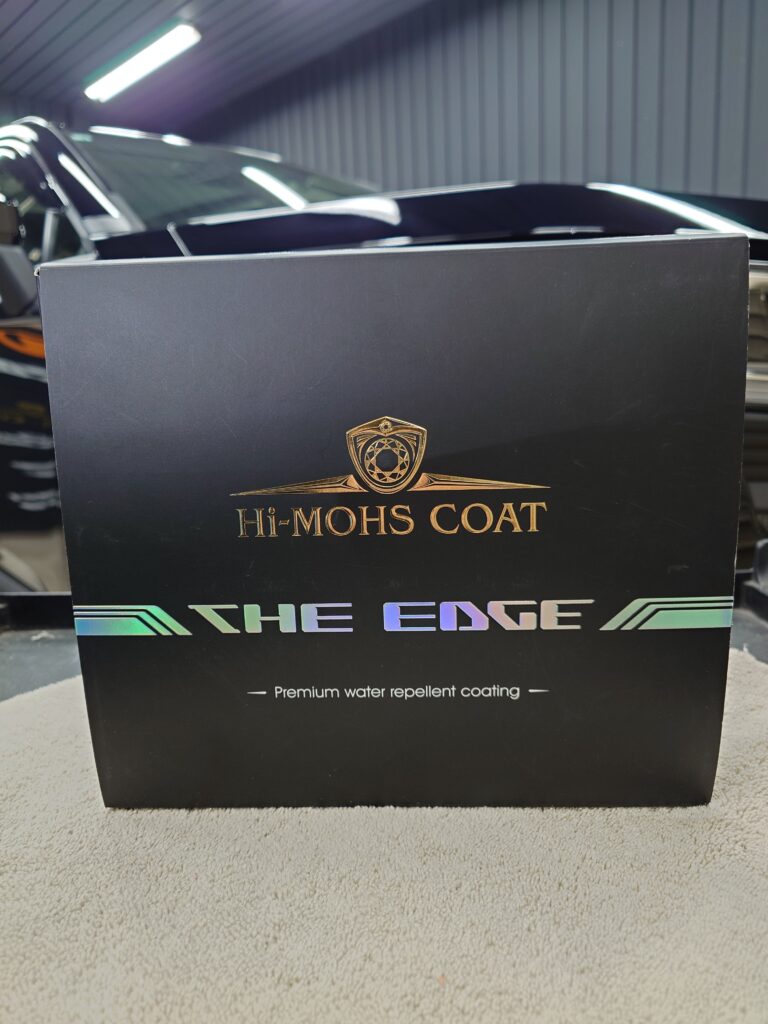 Hi-MOHS COAT
THE EDGE
Premium water repellent coating